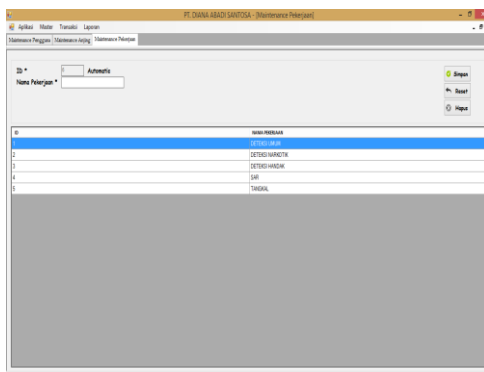 PT. DIANA ABADI SANTOSA - [Maintenance Pekerjaan]
Aplikasi Master Transaksi Laporan
Maintenance Pengguna Maintenance Anjing Maintenance Pekerjaan
ID * Automatic
Nama Pekerjaan *
Simpan
Reset
Hapus
ID NAMA PEKERJAAN
1 DETEKSI UMUM
2 DETEKSI NARKOTIK
3 DETEKSI HANDAK
4 SAR
5 TANGKAL